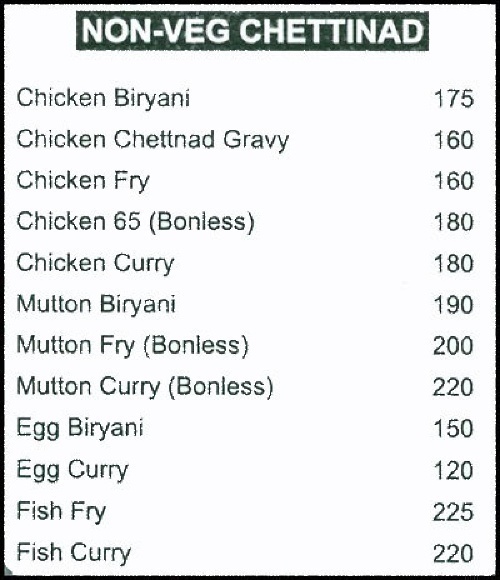 NON-VEG CHETTINAD
Chicken Biryani 175
Chicken Chettnad Gravy 160
Chicken Fry 160
Chicken 65 (Bonless) 180
Chicken Curry 180
Mutton Biryani 190
Mutton Fry (Bonless) 200
Mutton Curry (Bonless) 220
Egg Biryani 150
Egg Curry 120
Fish Fry 225
Fish Curry 220